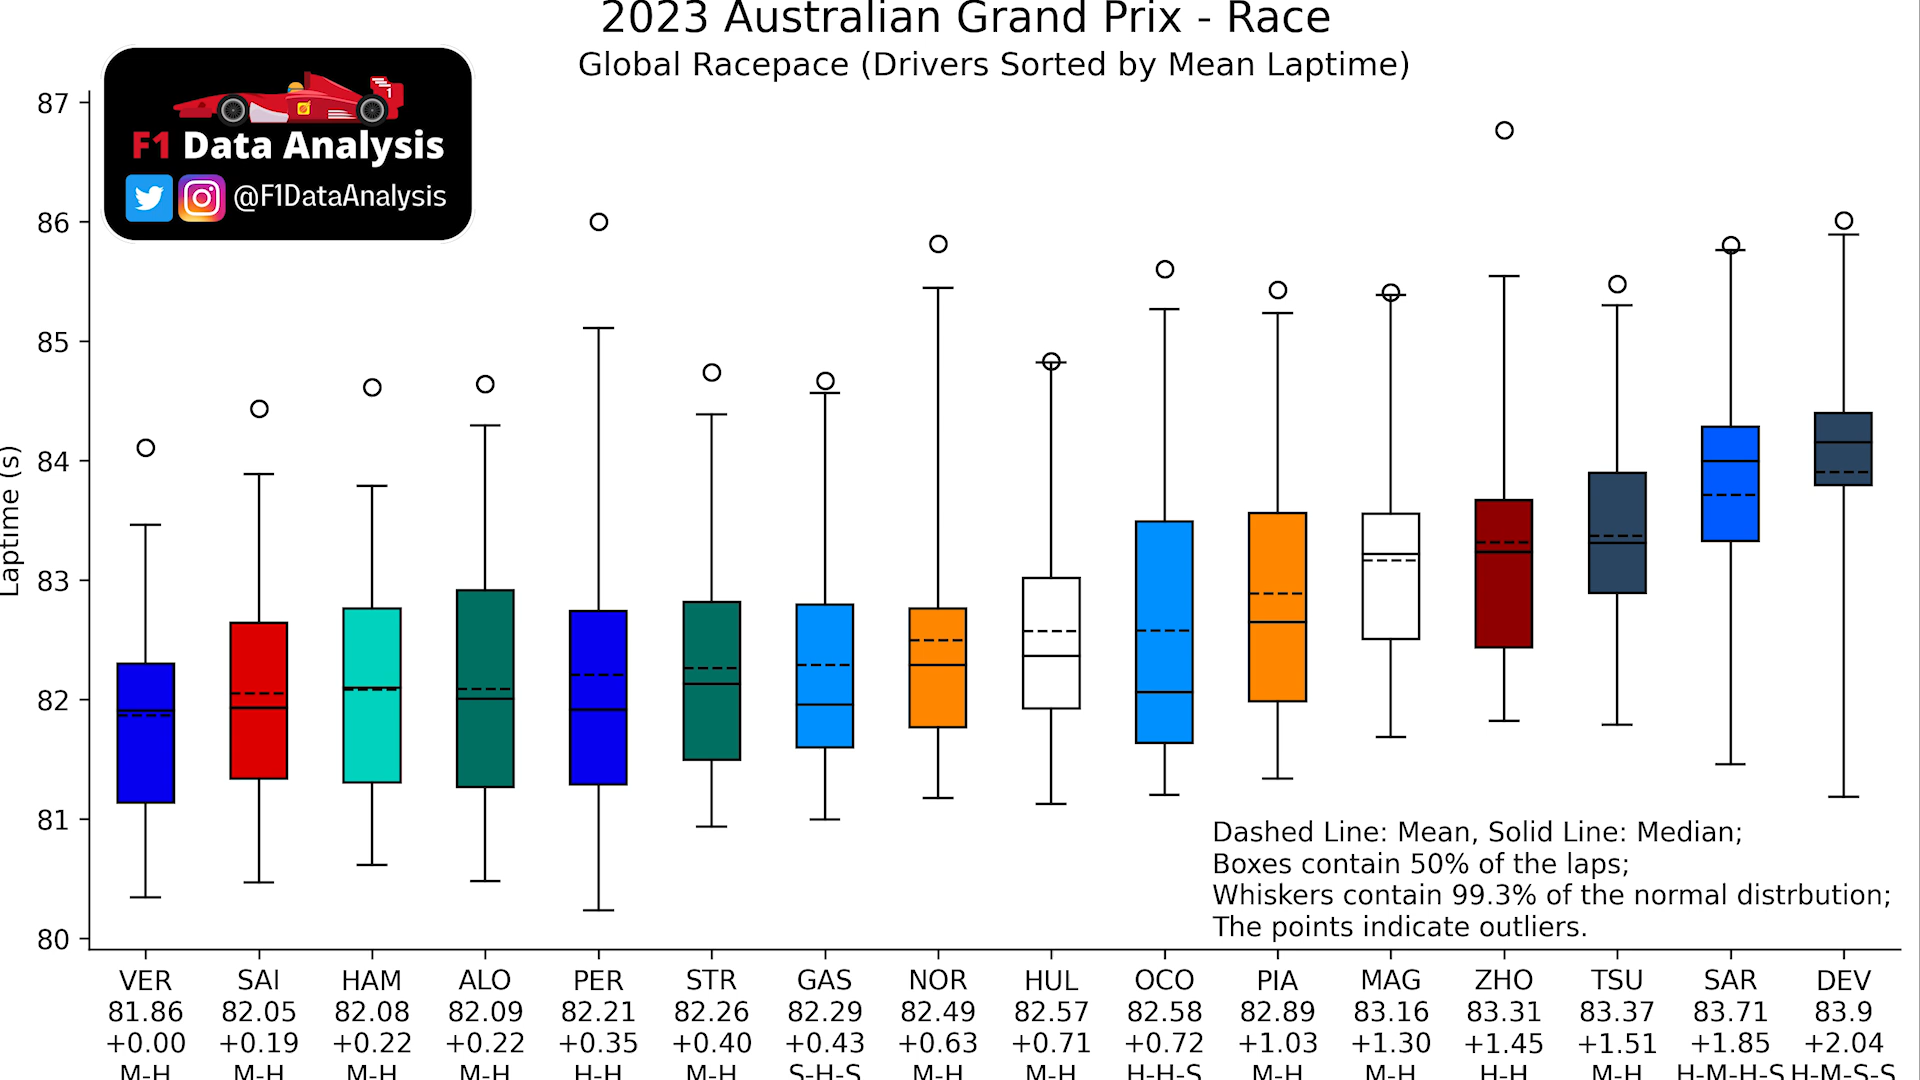 2023 Australian Grand Prix - Race
Global Racepace (Drivers Sorted by Mean Laptime)
1
F1 Data Analysis
@F1DataAnalysis
87
86
85
84
83
82
81
80
Laptime (s)
Dashed Line: Mean, Solid Line: Median;
Boxes contain 50% of the laps;
Whiskers contain 99.3% of the normal distrbution;
The points indicate outliers.
VER SAI HAM ALO PER STR GAS NOR HUL OCO PIA MAG ZHO TSU SAR DEV
81.86 82.05 82.08 82.09 82.21 82.26 82.29 82.49 82.57 82.58 82.89 83.16 83.31 83.37 83.71 83.9
+0.00 +0.19 +0.22 +0.22 +0.35 +0.40 +0.43 +0.63 +0.71 +0.72 +1.03 +1.30 +1.45 +1.51 +1.85 +2.04
M-H M-H M-H M-H H-H M-H S-H-S M-H M-H H-H-S M-H M-H H-H M-H H-M-H-S H-M-S-S